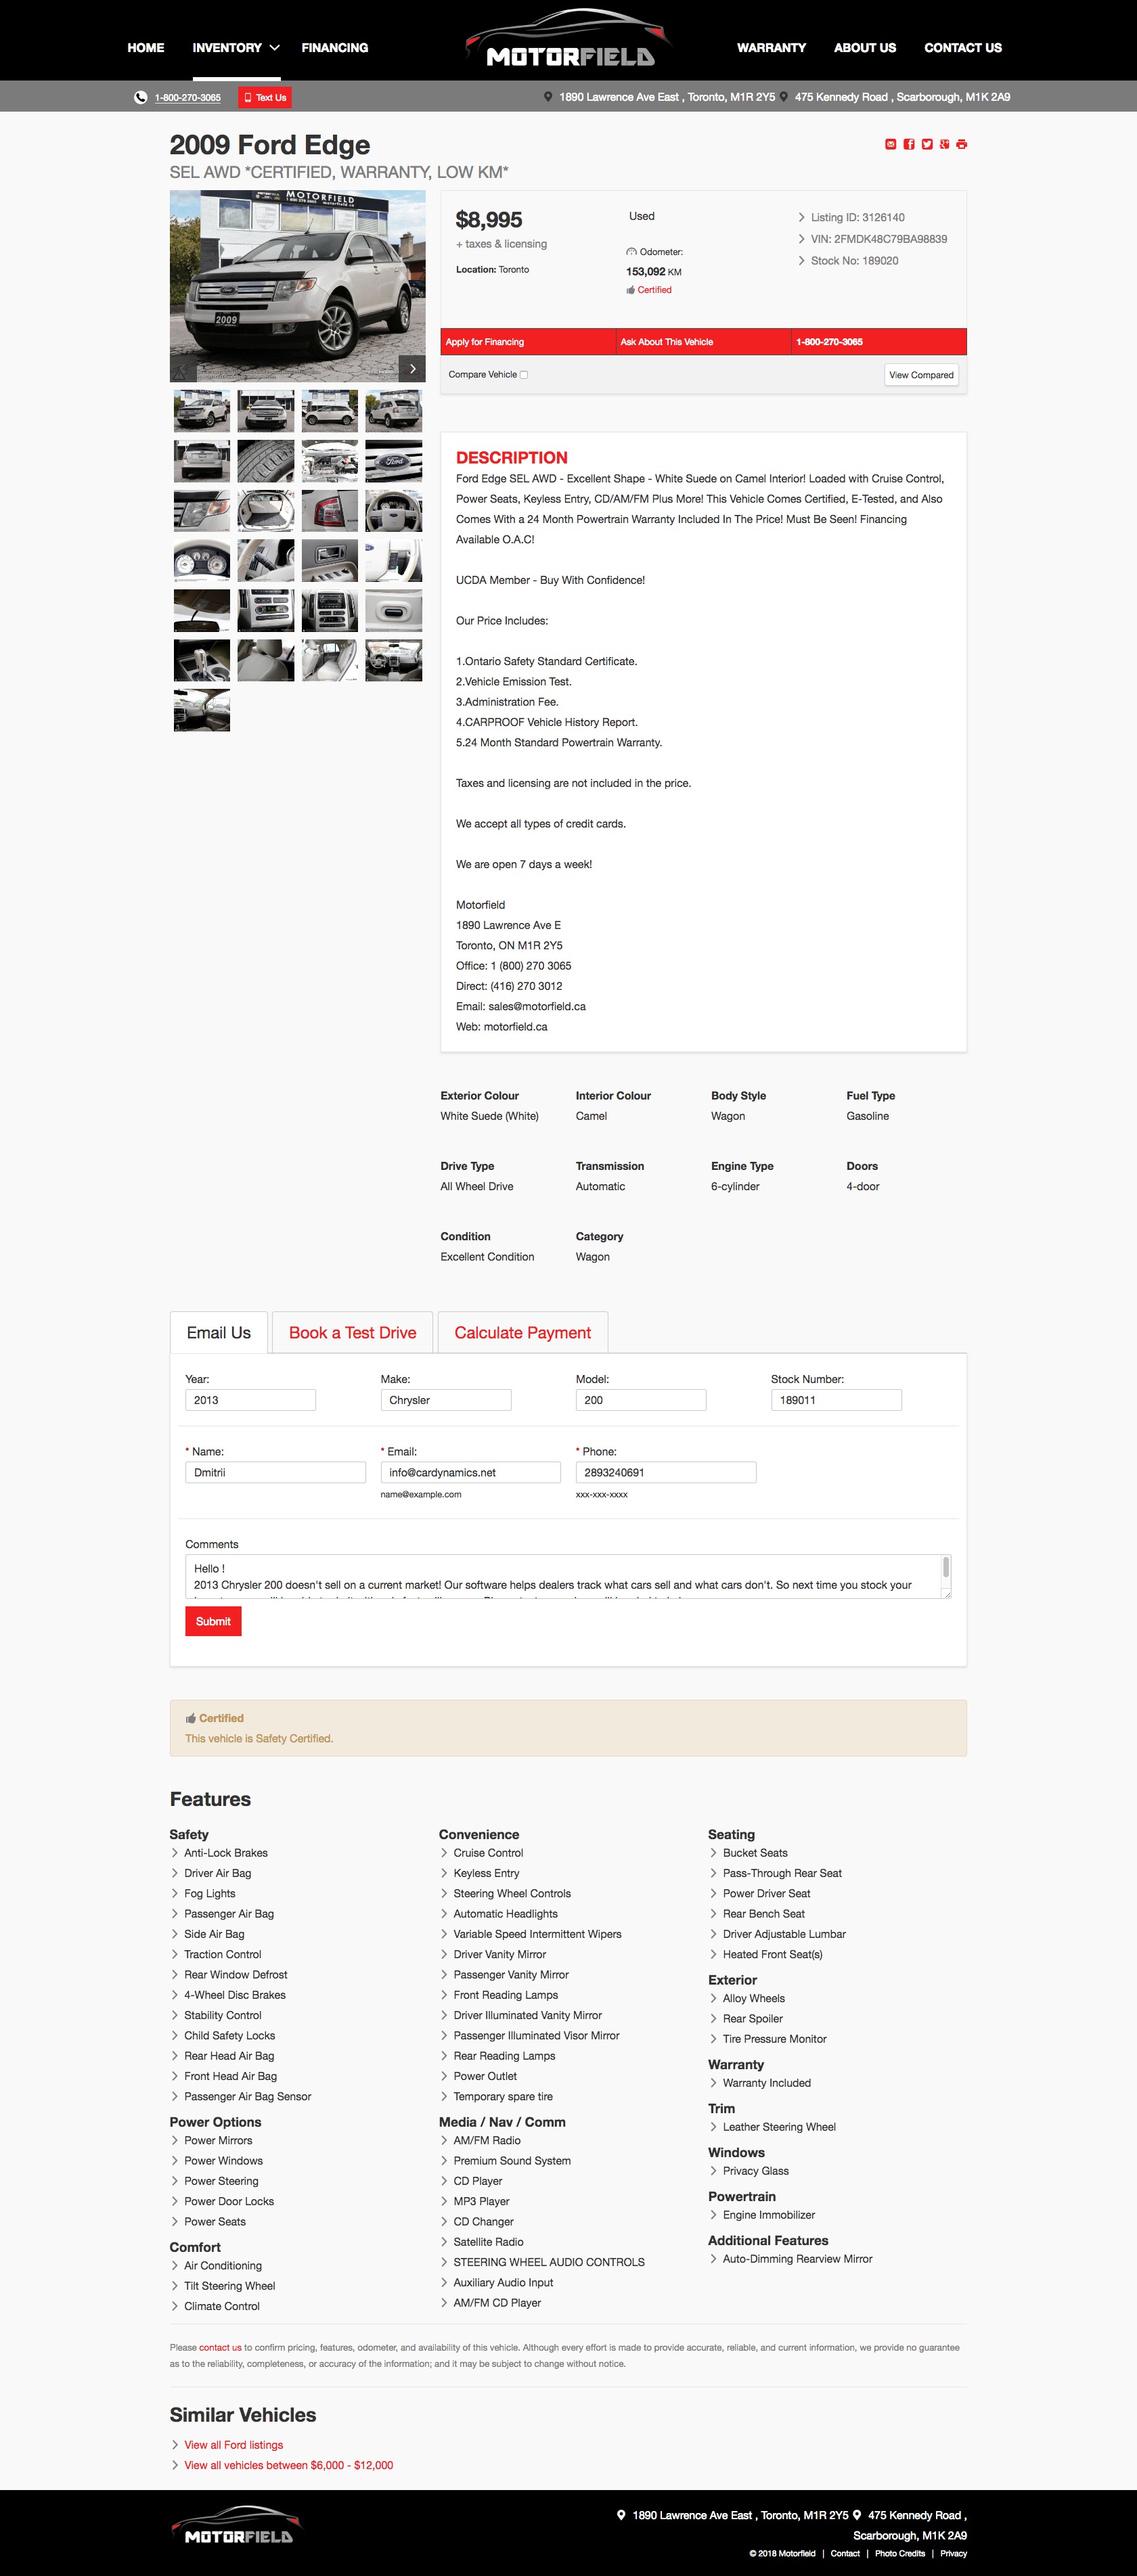 HOME
INVENTORY
FINANCING
MOTORFIELD
WARRANTY
ABOUT US
CONTACT US
1-800-270-3065
Text Us
1890 Lawrence Ave East , Toronto, M1R 2Y5
475 Kennedy Road , Scarborough, M1K 2A9
2009 Ford Edge
SEL AWD *CERTIFIED, WARRANTY, LOW KM*
MOTORFIELD
2009
$8,995
+ taxes & licensing
Location: Toronto
Used
Odometer:
153,092 KM
Certified
Listing ID: 3126140
VIN: 2FMDK48C79BA98839
Stock No: 189020
Apply for Financing
Ask About This Vehicle
1-800-270-3065
Compare Vehicle
View Compared
Ford
DESCRIPTION
Ford Edge SEL AWD - Excellent Shape - White Suede on Camel Interior! Loaded with Cruise Control,
Power Seats, Keyless Entry, CD/AM/FM Plus More! This Vehicle Comes Certified, E-Tested, and Also
Comes With a 24 Month Powertrain Warranty Included In The Price! Must Be Seen! Financing
Available O.A.C!
UCDA Member - Buy With Confidence!
Our Price Includes:
1.Ontario Safety Standard Certificate.
2.Vehicle Emission Test.
3.Administration Fee.
4.CARPROOF Vehicle History Report.
5.24 Month Standard Powertrain Warranty.
Taxes and licensing are not included in the price.
We accept all types of credit cards.
We are open 7 days a week!
Motorfield
1890 Lawrence Ave E
Toronto, ON M1R 2Y5
Office: 1 (800) 270 3065
Direct: (416) 270 3012
Email: sales@motorfield.ca
Web: motorfield.ca
Exterior Colour
White Suede (White)
Interior Colour
Camel
Body Style
Wagon
Fuel Type
Gasoline
Drive Type
All Wheel Drive
Transmission
Automatic
Engine Type
6-cylinder
Doors
4-door
Condition
Excellent Condition
Category
Wagon
Email Us
Book a Test Drive
Calculate Payment
Year:
2013
Make:
Chrysler
Model:
200
Stock Number:
189011
* Name:
Dmitrii
* Email:
info@cardynamics.net
name@example.com
* Phone:
2893240691
xxx-xxx-xxxx
Comments
Hello !
2013 Chrysler 200 doesn't sell on a current market! Our software helps dealers track what cars sell and what cars don't. So next time you stock your
Submit
Certified
This vehicle is Safety Certified.
Features
Safety
Anti-Lock Brakes
Driver Air Bag
Fog Lights
Passenger Air Bag
Side Air Bag
Traction Control
Rear Window Defrost
4-Wheel Disc Brakes
Stability Control
Child Safety Locks
Rear Head Air Bag
Front Head Air Bag
Passenger Air Bag Sensor
Power Options
Power Mirrors
Power Windows
Power Steering
Power Door Locks
Power Seats
Comfort
Air Conditioning
Tilt Steering Wheel
Climate Control
Convenience
Cruise Control
Keyless Entry
Steering Wheel Controls
Automatic Headlights
Variable Speed Intermittent Wipers
Driver Vanity Mirror
Passenger Vanity Mirror
Front Reading Lamps
Driver Illuminated Vanity Mirror
Passenger Illuminated Visor Mirror
Rear Reading Lamps
Power Outlet
Temporary spare tire
Media / Nav / Comm
AM/FM Radio
Premium Sound System
CD Player
MP3 Player
CD Changer
Satellite Radio
STEERING WHEEL AUDIO CONTROLS
Auxiliary Audio Input
AM/FM CD Player
Seating
Bucket Seats
Pass-Through Rear Seat
Power Driver Seat
Rear Bench Seat
Driver Adjustable Lumbar
Heated Front Seat(s)
Exterior
Alloy Wheels
Rear Spoiler
Tire Pressure Monitor
Warranty
Warranty Included
Trim
Leather Steering Wheel
Windows
Privacy Glass
Powertrain
Engine Immobilizer
Additional Features
Auto-Dimming Rearview Mirror
Please contact us to confirm pricing, features, odometer, and availability of this vehicle. Although every effort is made to provide accurate, reliable, and current information, we provide no guarantee
as to the reliability, completeness, or accuracy of the information; and it may be subject to change without notice.
Similar Vehicles
View all Ford listings
View all vehicles between $6,000 - $12,000
MOTORFIELD
1890 Lawrence Ave East , Toronto, M1R 2Y5
475 Kennedy Road ,
Scarborough, M1K 2A9
© 2018 Motorfield | Contact | Photo Credits | Privacy